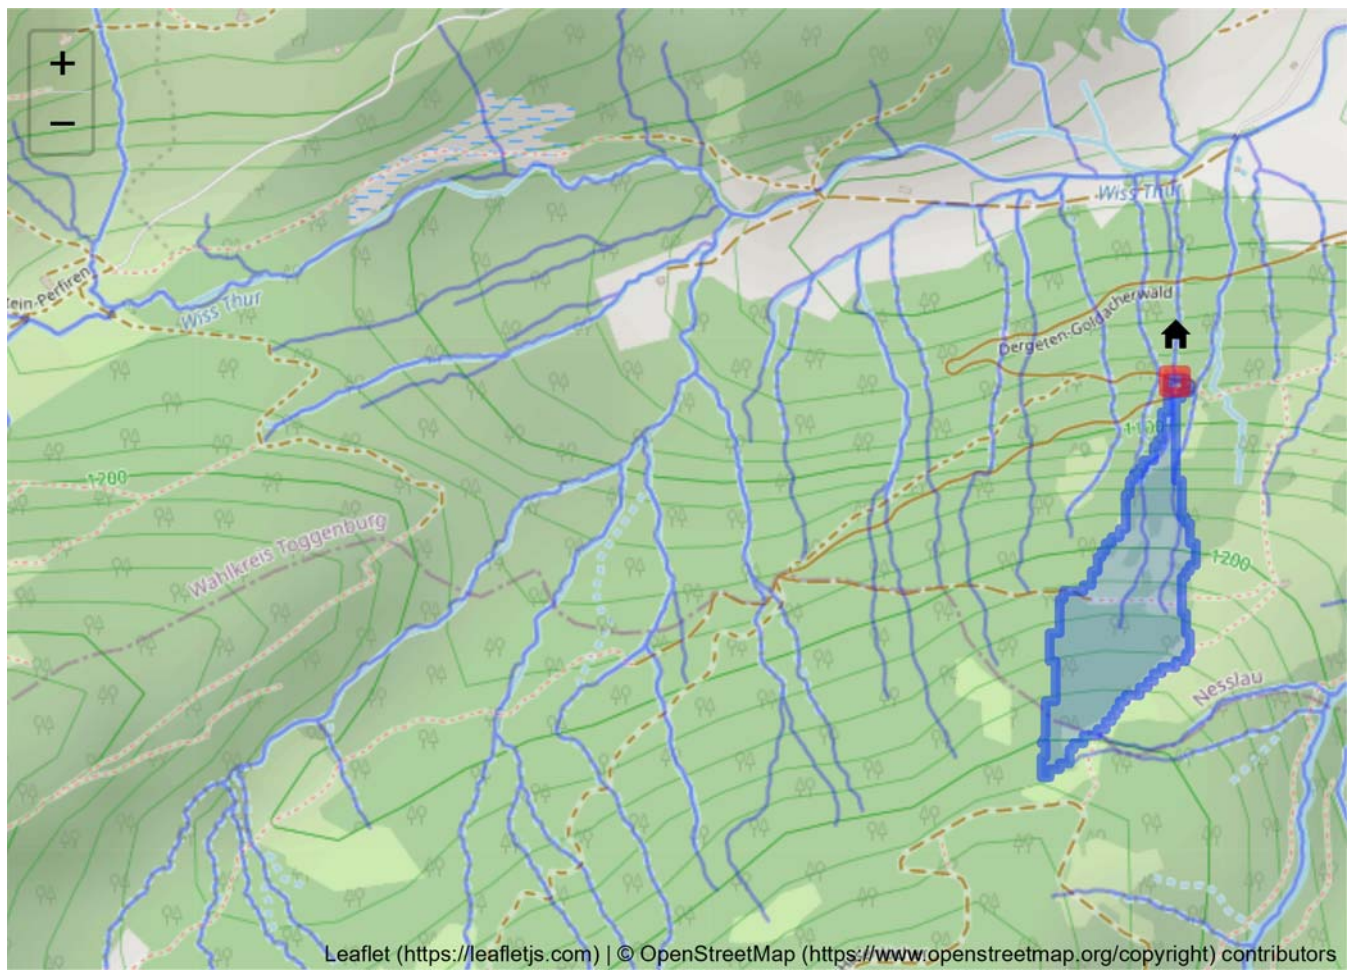 +
−
Wiss Thur
Wiss Thur
Dergeten-Goldacherwald
1100
1200
Wahlkreis Toggenburg
1200
Nesslau
Leaflet (https://leafletjs.com) | © OpenStreetMap (https://www.openstreetmap.org/copyright) contributors